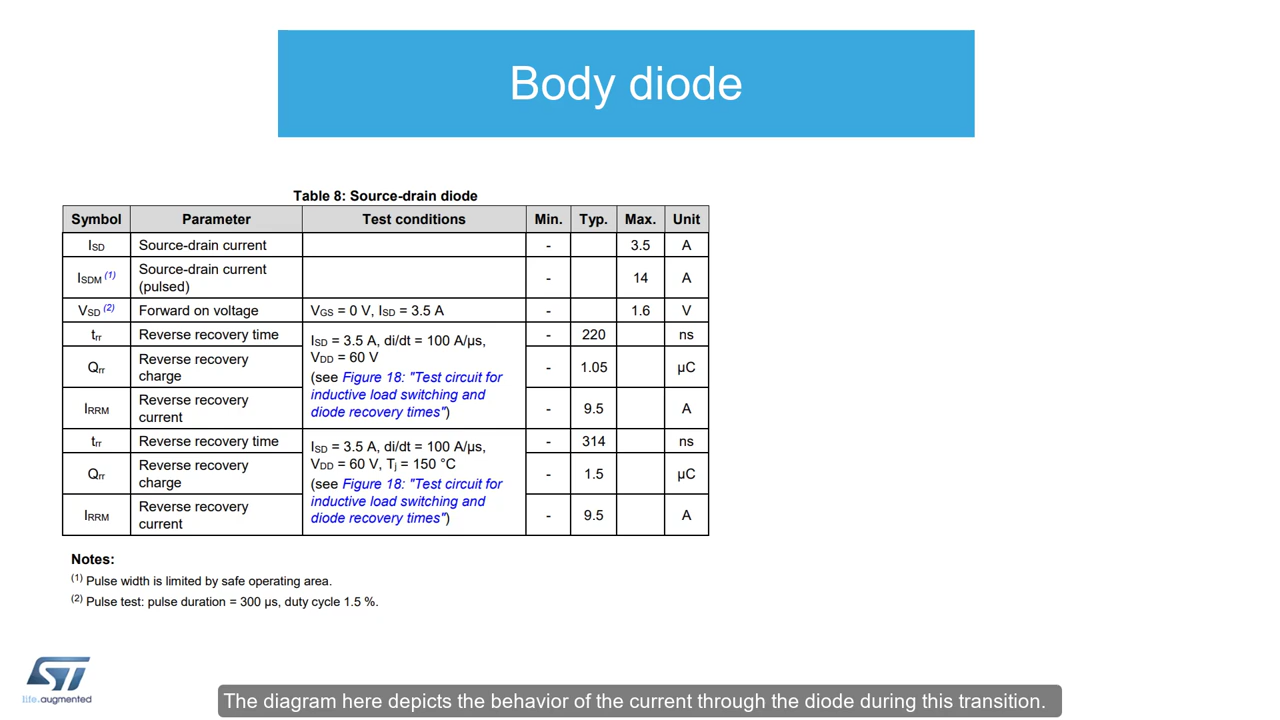 Body diode
Table 8: Source-drain diode
Symbol Parameter Test conditions Min. Typ. Max. Unit
ISD Source-drain current - 3.5 A
ISDM (1) Source-drain current (pulsed) - 14 A
VSD (2) Forward on voltage VGS = 0 V, ISD = 3.5 A - 1.6 V
trr Reverse recovery time - 220 ns
ISD = 3.5 A, di/dt = 100 A/µs,
VDD = 60 V
(see Figure 18: "Test circuit for
inductive load switching and
diode recovery times")
Qrr Reverse recovery charge - 1.05 µC
IRRM Reverse recovery current - 9.5 A
trr Reverse recovery time - 314 ns
ISD = 3.5 A, di/dt = 100 A/µs,
VDD = 60 V, Tj = 150 °C
(see Figure 18: "Test circuit for
inductive load switching and
diode recovery times")
Qrr Reverse recovery charge - 1.5 µC
IRRM Reverse recovery current - 9.5 A
Notes:
(1) Pulse width is limited by safe operating area.
(2) Pulse test: pulse duration = 300 µs, duty cycle 1.5 %.
ST
life.augmented
The diagram here depicts the behavior of the current through the diode during this transition.